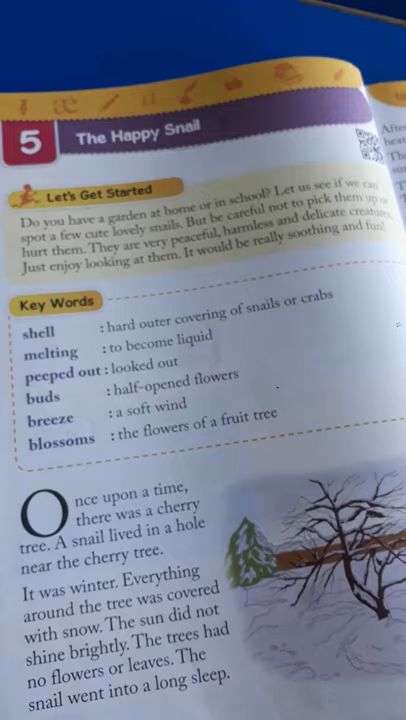 5
The Happy Snail
Let's Get Started
Do you have a garden at home or in school? Let us see if we can
spot a few cute lovely snails. But be careful not to pick them up or
hurt them. They are very peaceful, harmless and delicate creatures.
Just enjoy looking at them. It would be really soothing and fun!
Key Words
shell : hard outer covering of snails or crabs
melting : to become liquid
peeped out : looked out
buds : half-opened flowers
breeze : a soft wind
blossoms : the flowers of a fruit tree
Once upon a time,
there was a cherry
tree. A snail lived in a hole
near the cherry tree.
It was winter. Everything
around the tree was covered
with snow. The sun did not
shine brightly. The trees had
no flowers or leaves. The
snail went into a long sleep.
After